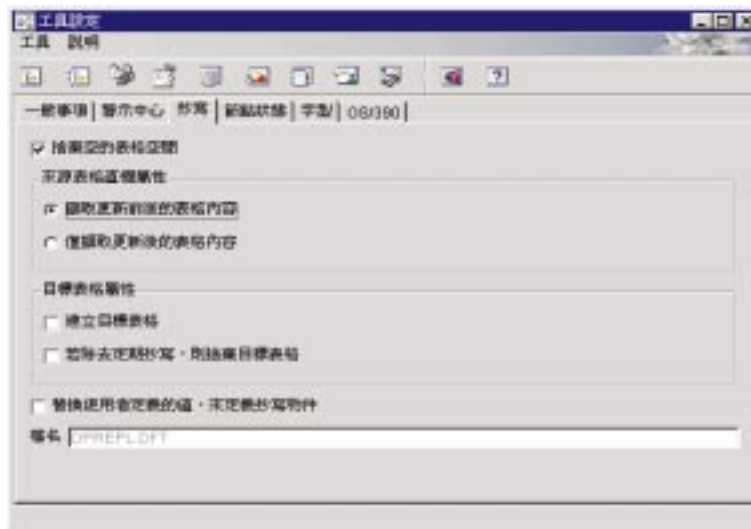 工具設定
工具 說明
一般事項 警示中心 抄寫 節點狀態 字型 OS/390
捨棄空的表格空間
來源表格直欄屬性
擷取更新前後的表格內容
僅擷取更新後的表格內容
目標表格屬性
建立目標表格
若除去定期抄寫,則捨棄目標表格
替換使用者定義的值,來定義抄寫物件
檔名 DPREPL.DFT